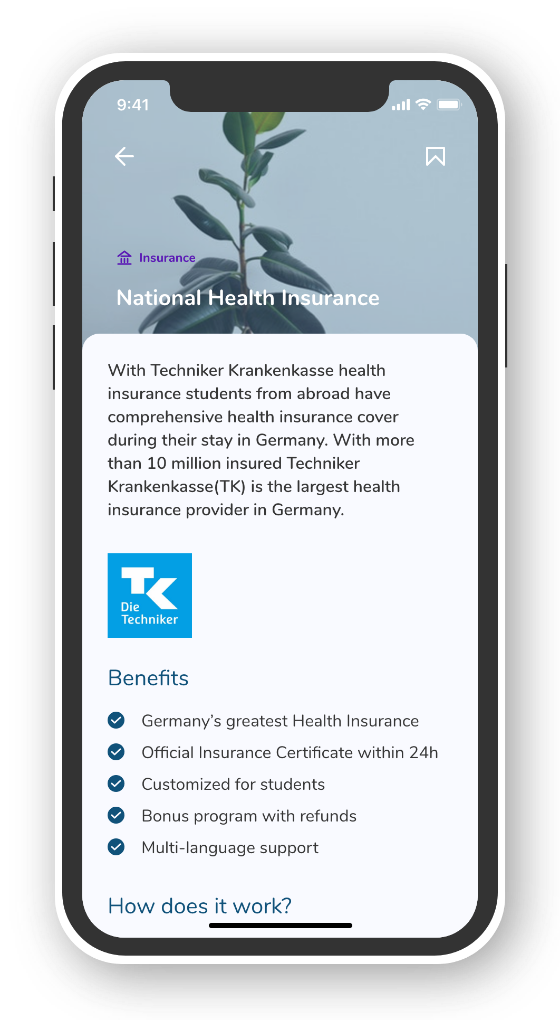 9:41
Insurance
National Health Insurance
With Techniker Krankenkasse health
insurance students from abroad have
comprehensive health insurance cover
during their stay in Germany. With more
than 10 million insured Techniker
Krankenkasse(TK) is the largest health
insurance provider in Germany.
TK
Die
Techniker
Benefits
Germany’s greatest Health Insurance
Official Insurance Certificate within 24h
Customized for students
Bonus program with refunds
Multi-language support
How does it work?